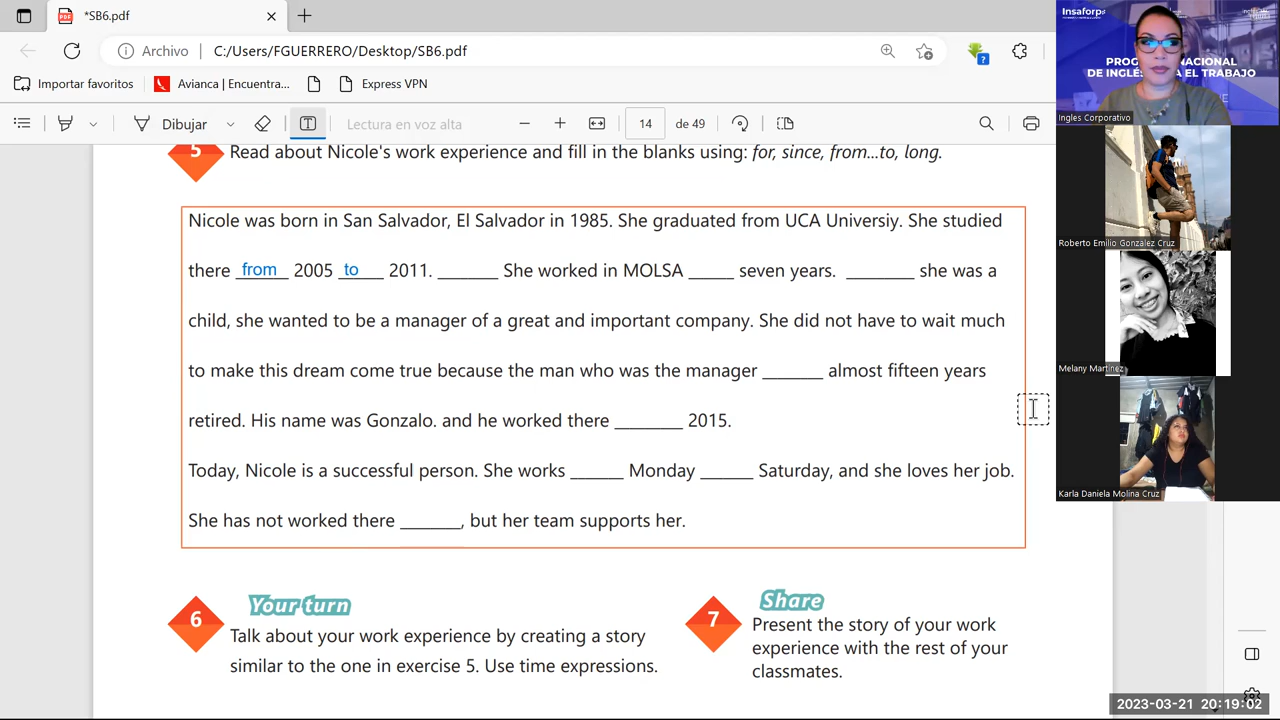 *SB6.pdf
Archivo C:/Users/FGUERRERO/Desktop/SB6.pdf
Importar favoritos Avianca | Encuentra... Express VPN
Dibujar Lectura en voz alta 14 de 49
5 Read about Nicole's work experience and fill in the blanks using: for, since, from...to, long.
Nicole was born in San Salvador, El Salvador in 1985. She graduated from UCA Universiy. She studied
there from 2005 to 2011. _______ She worked in MOLSA _____ seven years. ________ she was a
child, she wanted to be a manager of a great and important company. She did not have to wait much
to make this dream come true because the man who was the manager _______ almost fifteen years
retired. His name was Gonzalo. and he worked there ________ 2015.
Today, Nicole is a successful person. She works ______ Monday ______ Saturday, and she loves her job.
She has not worked there _______, but her team supports her.
6 Your turn
Talk about your work experience by creating a story
similar to the one in exercise 5. Use time expressions.
7 Share
Present the story of your work
experience with the rest of your
classmates.
Insaforp
Ingles Corporativo
Roberto Emilio González Cruz
Melany Martínez
Karla Daniela Molina Cruz
2023-03-21 20:19:02